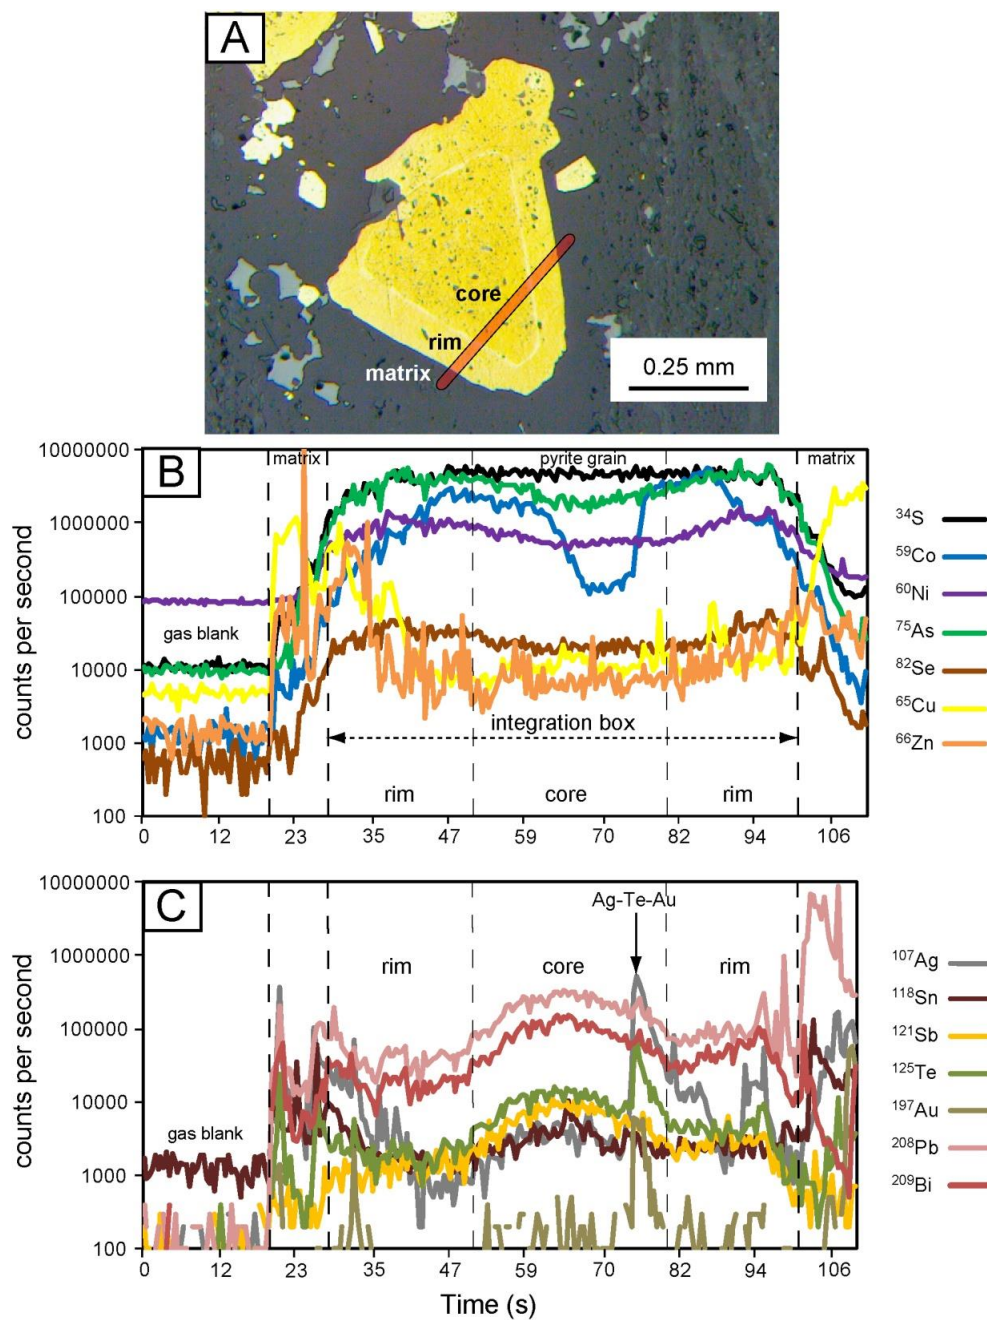 A
core
rim
matrix
0.25 mm
B
matrix
pyrite grain
matrix
10000000
1000000
100000
10000
1000
100
counts per second
gas blank
integration box
rim
core
rim
0 12 23 35 47 59 70 82 94 106
34S
59Co
60Ni
75As
82Se
65Cu
66Zn
C
Ag-Te-Au
10000000
1000000
100000
10000
1000
100
counts per second
rim
core
rim
gas blank
0 12 23 35 47 59 70 82 94 106
Time (s)
107Ag
118Sn
121Sb
125Te
197Au
208Pb
209Bi